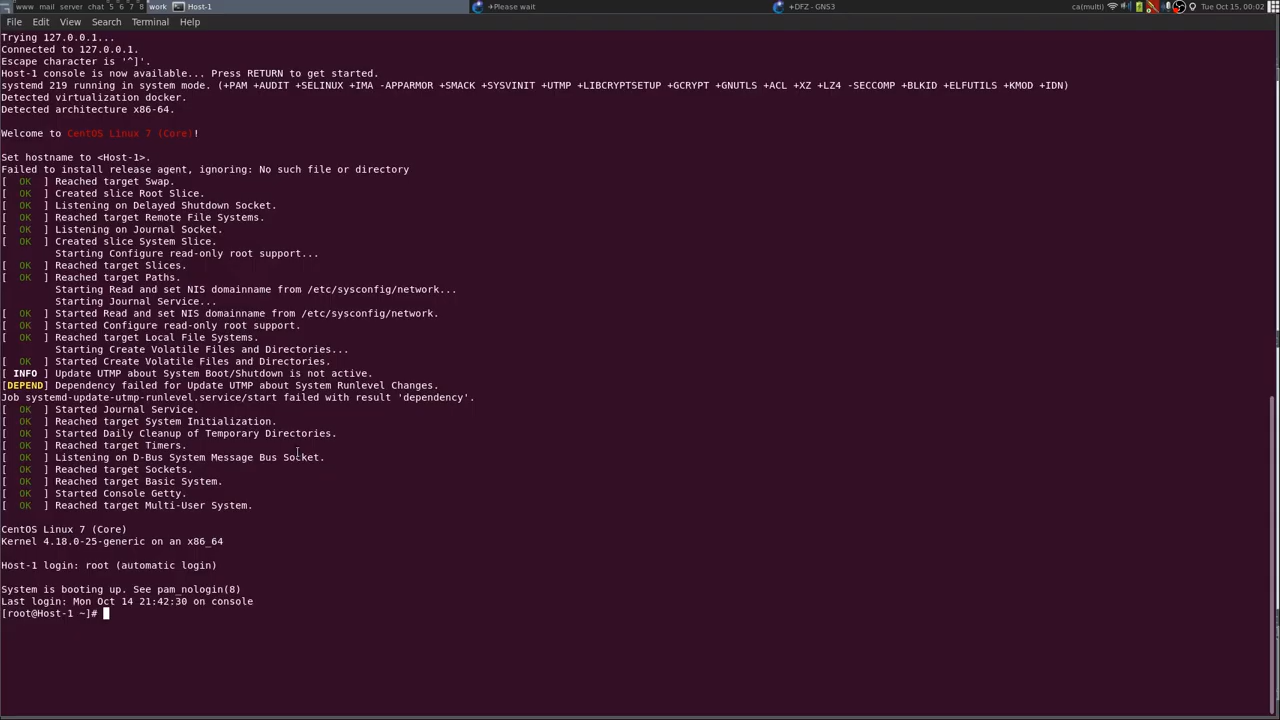 www mail server chat 5 6 7 8 work Host-1 +Please wait +DFZ - GNS3 ca(multi) Tue Oct 15, 00:02
File Edit View Search Terminal Help
Trying 127.0.0.1...
Connected to 127.0.0.1.
Escape character is '^]'.
Host-1 console is now available... Press RETURN to get started.
systemd 219 running in system mode. (+PAM +AUDIT +SELINUX +IMA -APPARMOR +SMACK +SYSVINIT +UTMP +LIBCRYPTSETUP +GCRYPT +GNUTLS +ACL +XZ +LZ4 -SECCOMP +BLKID +ELFUTILS +KMOD +IDN)
Detected virtualization docker.
Detected architecture x86-64.
Welcome to CentOS Linux 7 (Core)!
Set hostname to <Host-1>.
Failed to install release agent, ignoring: No such file or directory
[  OK  ] Reached target Swap.
[  OK  ] Created slice Root Slice.
[  OK  ] Listening on Delayed Shutdown Socket.
[  OK  ] Reached target Remote File Systems.
[  OK  ] Listening on Journal Socket.
[  OK  ] Created slice System Slice.
Starting Configure read-only root support...
[  OK  ] Reached target Slices.
[  OK  ] Reached target Paths.
Starting Read and set NIS domainname from /etc/sysconfig/network...
Starting Journal Service...
[  OK  ] Started Read and set NIS domainname from /etc/sysconfig/network.
[  OK  ] Started Configure read-only root support.
[  OK  ] Reached target Local File Systems.
Starting Create Volatile Files and Directories...
[  OK  ] Started Create Volatile Files and Directories.
[ INFO ] Update UTMP about System Boot/Shutdown is not active.
[DEPEND] Dependency failed for Update UTMP about System Runlevel Changes.
Job systemd-update-utmp-runlevel.service/start failed with result 'dependency'.
[  OK  ] Started Journal Service.
[  OK  ] Reached target System Initialization.
[  OK  ] Started Daily Cleanup of Temporary Directories.
[  OK  ] Reached target Timers.
[  OK  ] Listening on D-Bus System Message Bus Socket.
[  OK  ] Reached target Sockets.
[  OK  ] Reached target Basic System.
[  OK  ] Started Console Getty.
[  OK  ] Reached target Multi-User System.
CentOS Linux 7 (Core)
Kernel 4.18.0-25-generic on an x86_64
Host-1 login: root (automatic login)
System is booting up. See pam_nologin(8)
Last login: Mon Oct 14 21:42:30 on console
[root@Host-1 ~]#